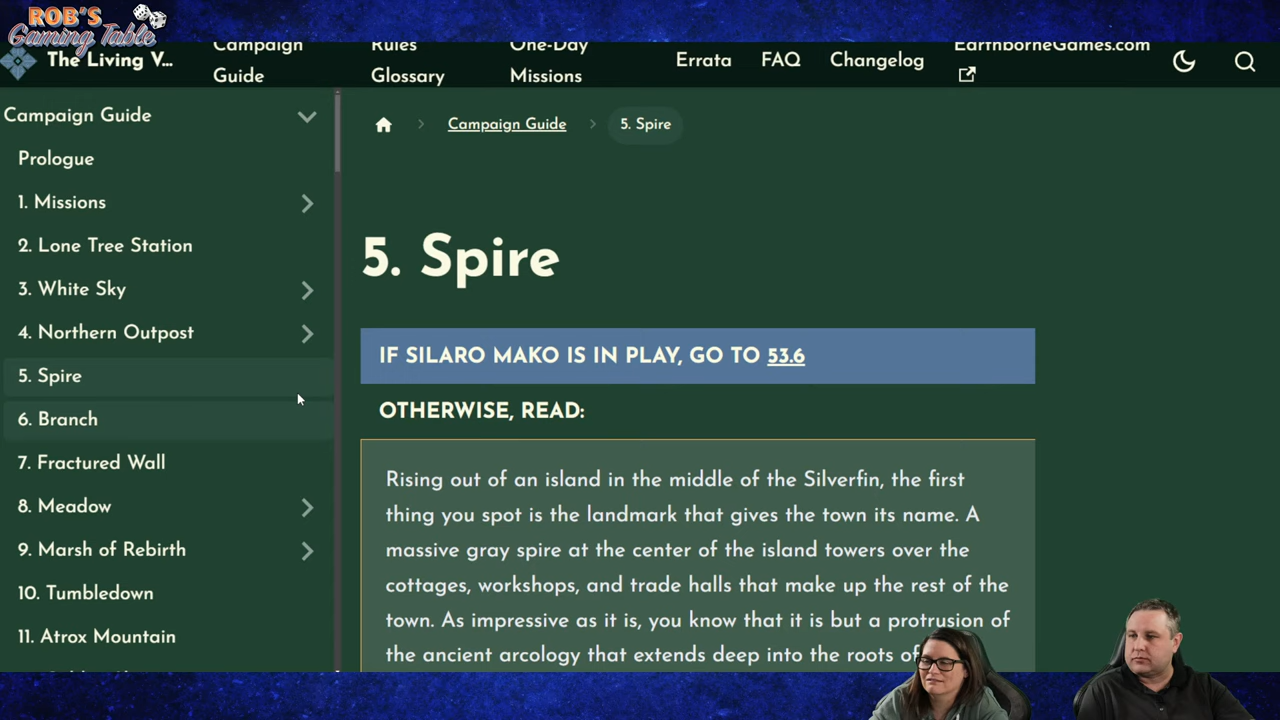 ROB'S
Gaming Table
The Living V...
Campaign
Guide
Rules
Glossary
One-Day
Missions
Errata
FAQ
Changelog
EarthborneGames.com
Campaign Guide
Prologue
1. Missions
2. Lone Tree Station
3. White Sky
4. Northern Outpost
5. Spire
6. Branch
7. Fractured Wall
8. Meadow
9. Marsh of Rebirth
10. Tumbledown
11. Atrox Mountain
Campaign Guide
5. Spire
5. Spire
IF SILARO MAKO IS IN PLAY, GO TO 53.6
OTHERWISE, READ:
Rising out of an island in the middle of the Silverfin, the first
thing you spot is the landmark that gives the town its name. A
massive gray spire at the center of the island towers over the
cottages, workshops, and trade halls that make up the rest of the
town. As impressive as it is, you know that it is but a protrusion of
the ancient arcology that extends deep into the roots of